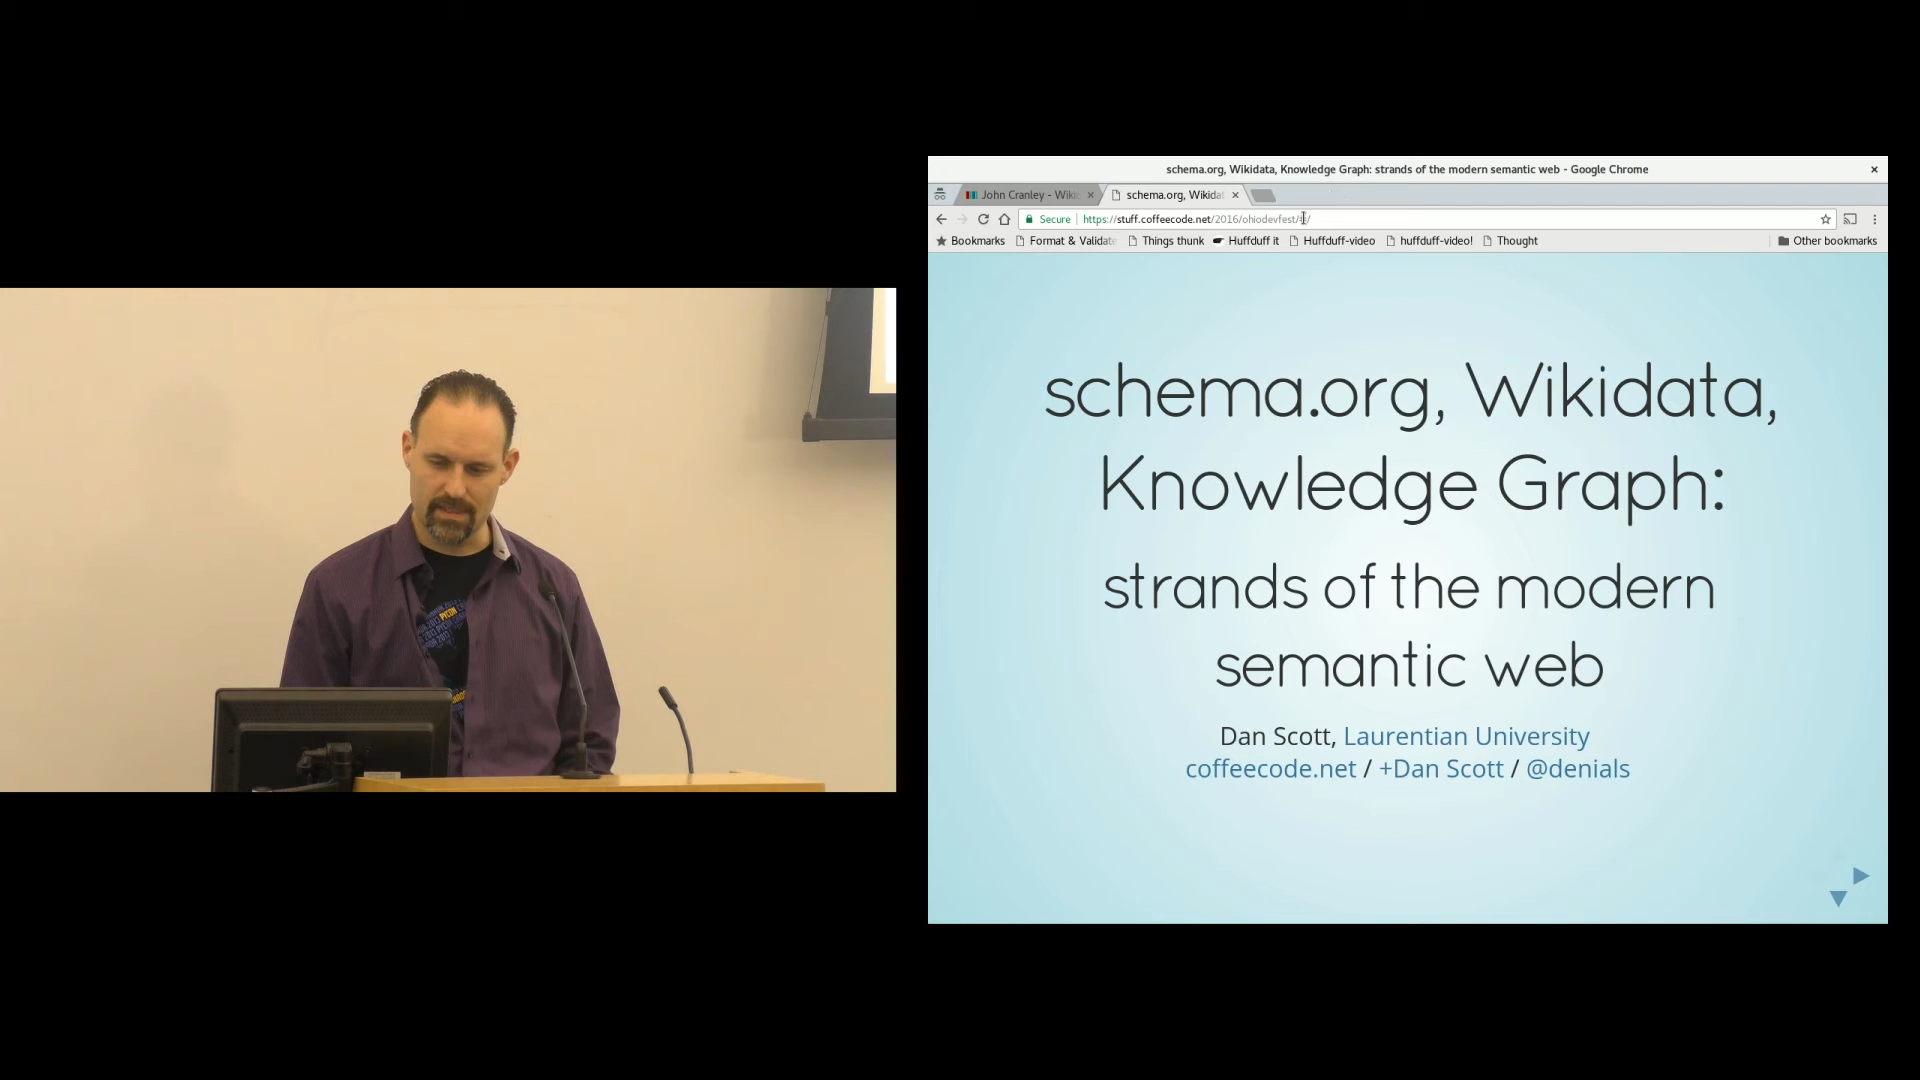 schema.org, Wikidata, Knowledge Graph: strands of the modern semantic web - Google Chrome
John Cranley - Wiki
schema.org, Wikidat
Secure
https://stuff.coffeecode.net/2016/ohiodevfest/#/
Bookmarks
Format & Validate
Things thunk
Huffduff it
Huffduff-video
huffduff-video!
Thought
Other bookmarks
schema.org, Wikidata,
Knowledge Graph:
strands of the modern
semantic web
Dan Scott, Laurentian University
coffeecode.net / +Dan Scott / @denials
PYCON